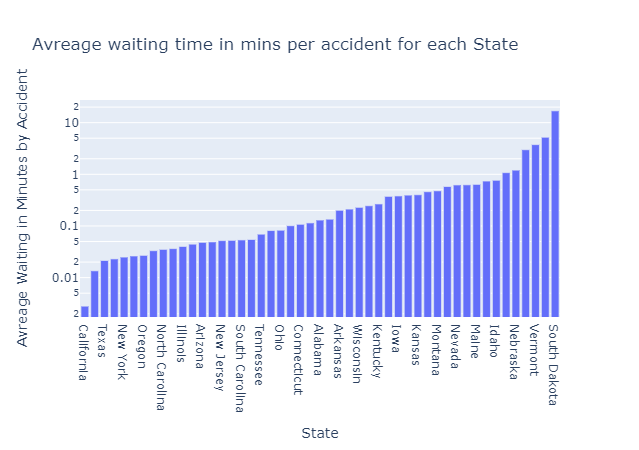 Avreage waiting time in mins per accident for each State
Avreage Waiting in Minutes by Accident
2
10
5
2
1
5
2
0.1
5
2
0.01
5
2
California
Texas
New York
Oregon
North Carolina
Illinois
Arizona
New Jersey
South Carolina
Tennessee
Ohio
Connecticut
Alabama
Arkansas
Wisconsin
Kentucky
Iowa
Kansas
Montana
Nevada
Maine
Idaho
Nebraska
Vermont
South Dakota
State